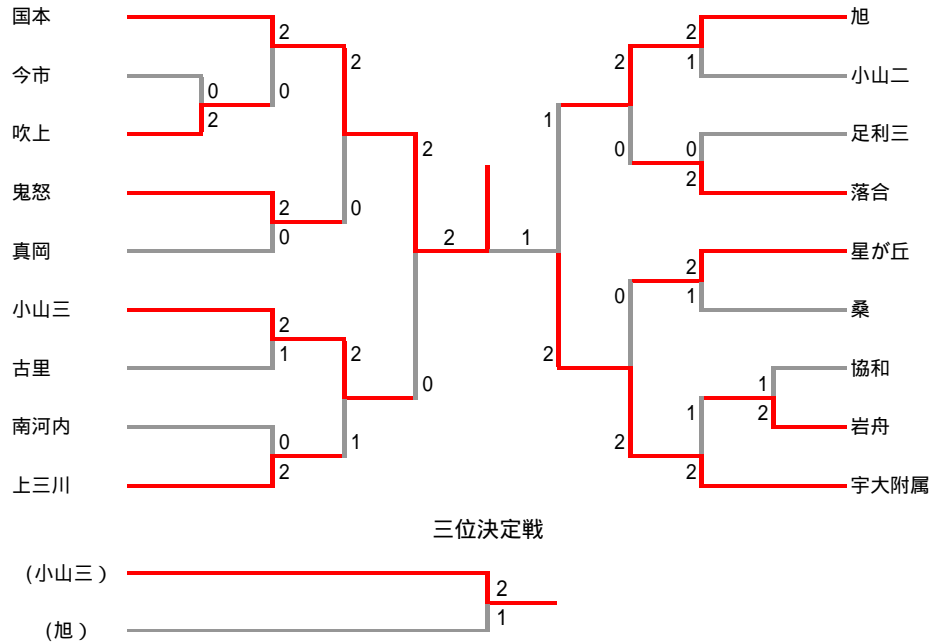 国本
2
2
旭
2
2
2
今市
1
小山二
0
0
吹上
2
1
足利三
2
0
0
鬼怒
0
2
落合
2
真岡
0
2
1
星が丘
2
小山三
0
1
桑
2
古里
1
2
2
0
1
協和
南河内
0
1
1
2
岩舟
2
上三川
2
2
宇大附属
三位決定戦
(小山三)
2
1
(旭)